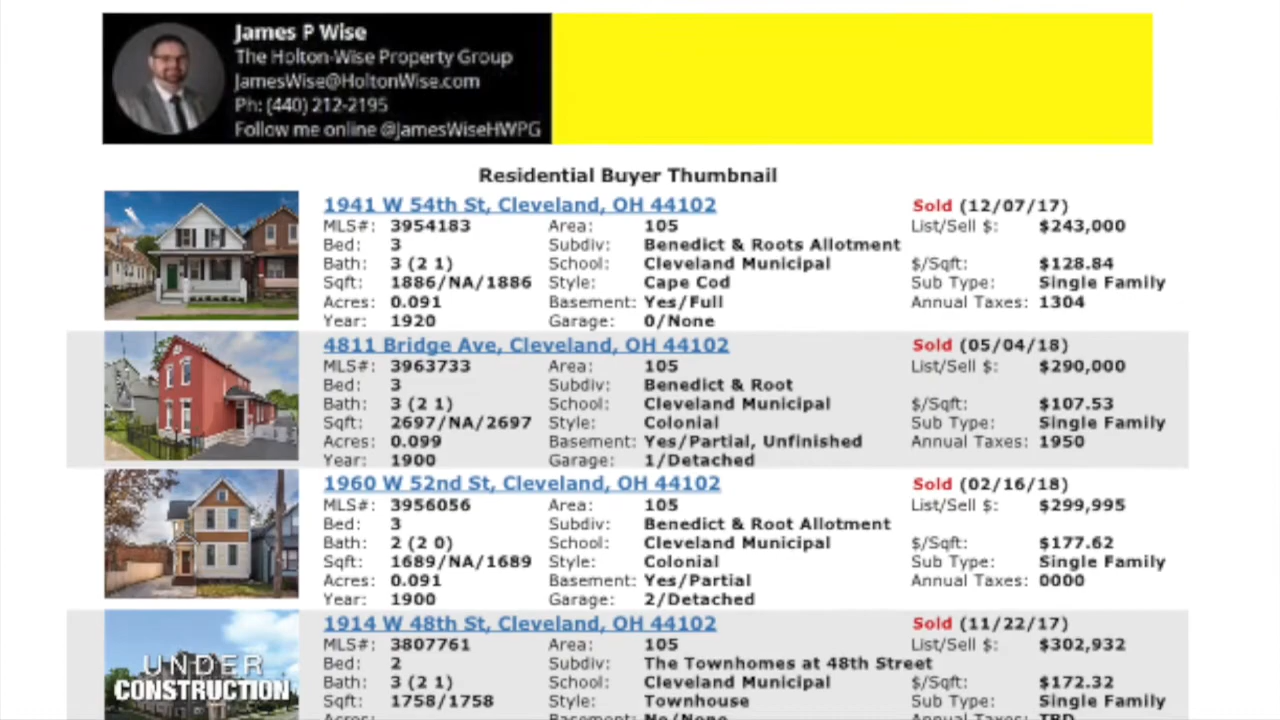 James P Wise
The Holton-Wise Property Group
JamesWise@HoltonWise.com
Ph: (440) 212-2195
Follow me online @JamesWiseHWPG
Residential Buyer Thumbnail
1941 W 54th St, Cleveland, OH 44102 Sold (12/07/17)
MLS#: 3954183 Area: 105 List/Sell $: $243,000
Bed: 3 Subdiv: Benedict & Roots Allotment
Bath: 3 (2 1) School: Cleveland Municipal $/Sqft: $128.84
Sqft: 1886/NA/1886 Style: Cape Cod Sub Type: Single Family
Acres: 0.091 Basement: Yes/Full Annual Taxes: 1304
Year: 1920 Garage: 0/None
4811 Bridge Ave, Cleveland, OH 44102 Sold (05/04/18)
MLS#: 3963733 Area: 105 List/Sell $: $290,000
Bed: 3 Subdiv: Benedict & Root
Bath: 3 (2 1) School: Cleveland Municipal $/Sqft: $107.53
Sqft: 2697/NA/2697 Style: Colonial Sub Type: Single Family
Acres: 0.099 Basement: Yes/Partial, Unfinished Annual Taxes: 1950
Year: 1900 Garage: 1/Detached
1960 W 52nd St, Cleveland, OH 44102 Sold (02/16/18)
MLS#: 3956056 Area: 105 List/Sell $: $299,995
Bed: 3 Subdiv: Benedict & Root Allotment
Bath: 2 (2 0) School: Cleveland Municipal $/Sqft: $177.62
Sqft: 1689/NA/1689 Style: Colonial Sub Type: Single Family
Acres: 0.091 Basement: Yes/Partial Annual Taxes: 0000
Year: 1900 Garage: 2/Detached
1914 W 48th St, Cleveland, OH 44102 Sold (11/22/17)
MLS#: 3807761 Area: 105 List/Sell $: $302,932
Bed: 2 Subdiv: The Townhomes at 48th Street
UNDER
CONSTRUCTION
Bath: 3 (2 1) School: Cleveland Municipal $/Sqft: $172.32
Sqft: 1758/1758 Style: Townhouse Sub Type: Single Family
Acres: Basement: No/None Annual Taxes: TBD